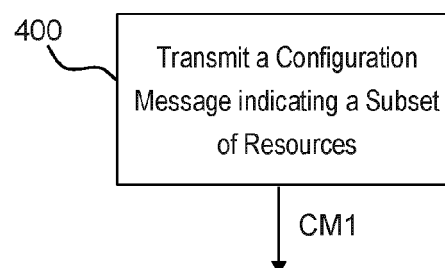 400
Transmit a Configuration
Message indicating a Subset
of Resources
CM1